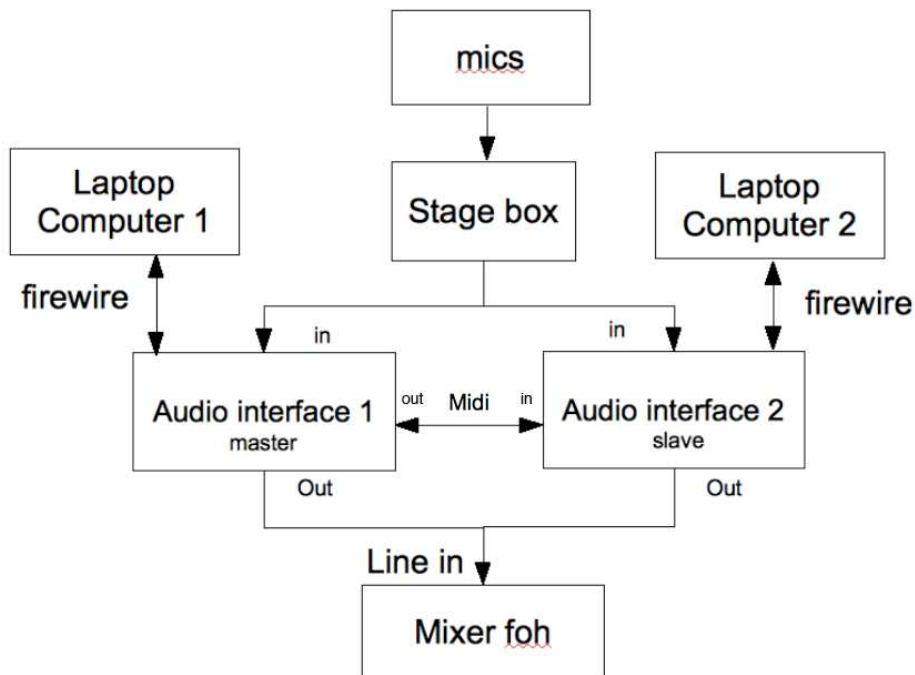 mics
Laptop
Computer 1
Stage box
Laptop
Computer 2
firewire
firewire
in
in
Audio interface 1
master
out
Midi
in
Audio interface 2
slave
Out
Out
Line in
Mixer foh